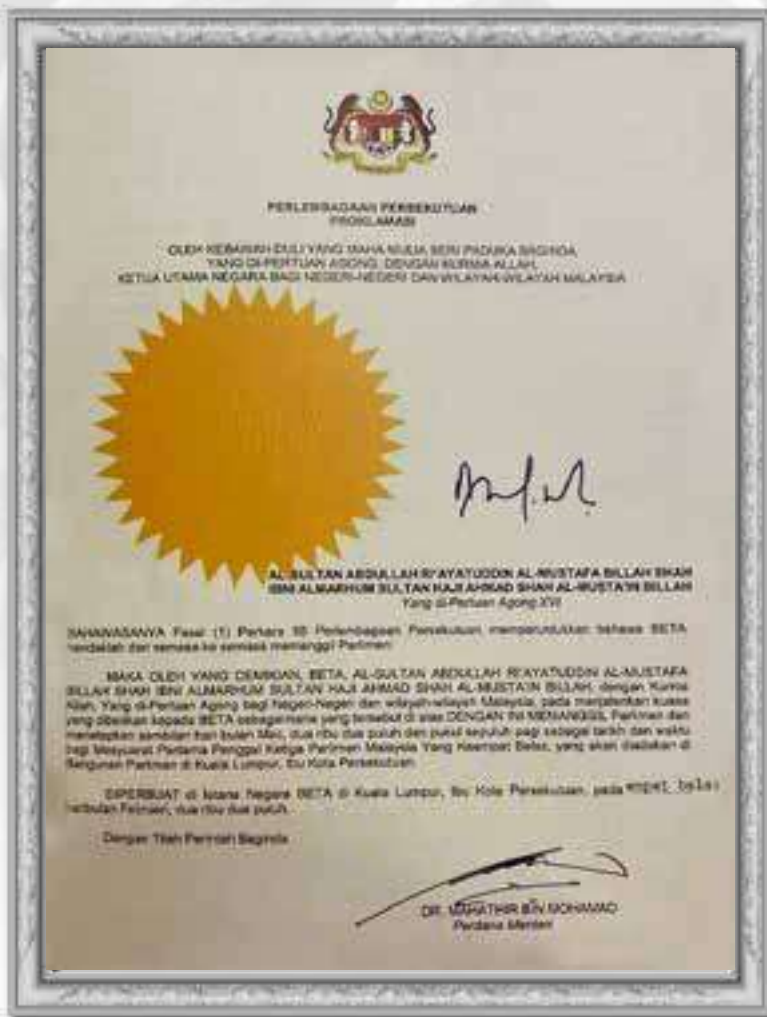 PERLEMBAGAAN PERSEKUTUAN
PROKLAMASI
OLEH KEBAWAH DULI YANG MAHA MULIA SERI PADUKA BAGINDA
YANG DI-PERTUAN AGONG, DENGAN KURNIA ALLAH,
KETUA UTAMA NEGARA BAGI NEGERI-NEGERI DAN WILAYAH-WILAYAH MALAYSIA
AL-SULTAN ABDULLAH RI'AYATUDDIN AL-MUSTAFA BILLAH SHAH
IBNI ALMARHUM SULTAN HAJI AHMAD SHAH AL-MUSTA'IN BILLAH
Yang di-Pertuan Agong XVI
BAHAWASANYA Fasal (1) Perkara 55 Perlembagaan Persekutuan memperuntukkan bahawa BETA
hendaklah dari semasa ke semasa memanggil Parlimen:
MAKA OLEH YANG DEMIKIAN, BETA, AL-SULTAN ABDULLAH RI'AYATUDDIN AL-MUSTAFA
BILLAH SHAH IBNI ALMARHUM SULTAN HAJI AHMAD SHAH AL-MUSTA'IN BILLAH, dengan Kurnia
Allah, Yang di-Pertuan Agong bagi Negeri-Negeri dan wilayah-wilayah Malaysia, pada menjalankan kuasa
yang diberikan kepada BETA sebagaimana yang tersebut di atas DENGAN INI MEMANGGIL Parlimen dan
menetapkan sembilan hari bulan Mac, dua ribu dua puluh dan pukul sepuluh pagi sebagai tarikh dan waktu
bagi Mesyuarat Pertama Penggal Ketiga Parlimen Malaysia Yang Keempat Belas, yang akan diadakan di
Bangunan Parlimen di Kuala Lumpur, Ibu Kota Persekutuan.
DIPERBUAT di Istana Negara BETA di Kuala Lumpur, Ibu Kota Persekutuan, pada empat belas
haribulan Februari, dua ribu dua puluh.
Dengan Titah Perintah Baginda
DR. MAHATHIR BIN MOHAMAD
Perdana Menteri